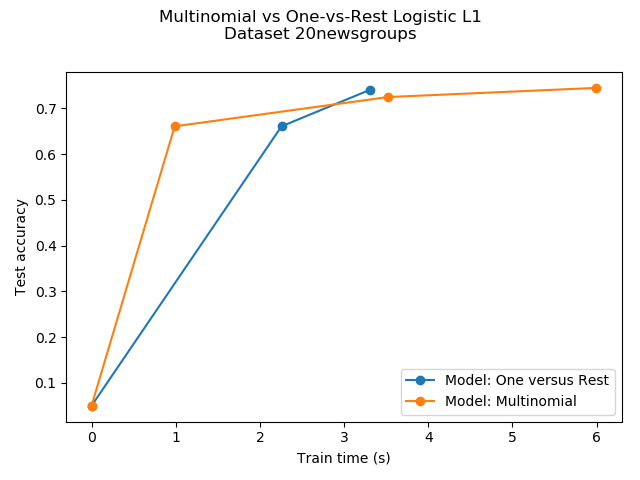 Multinomial vs One-vs-Rest Logistic L1
Dataset 20newsgroups
0.7
0.6
0.5
0.4
0.3
0.2
0.1
Test accuracy
Model: One versus Rest
Model: Multinomial
0 1 2 3 4 5 6
Train time (s)